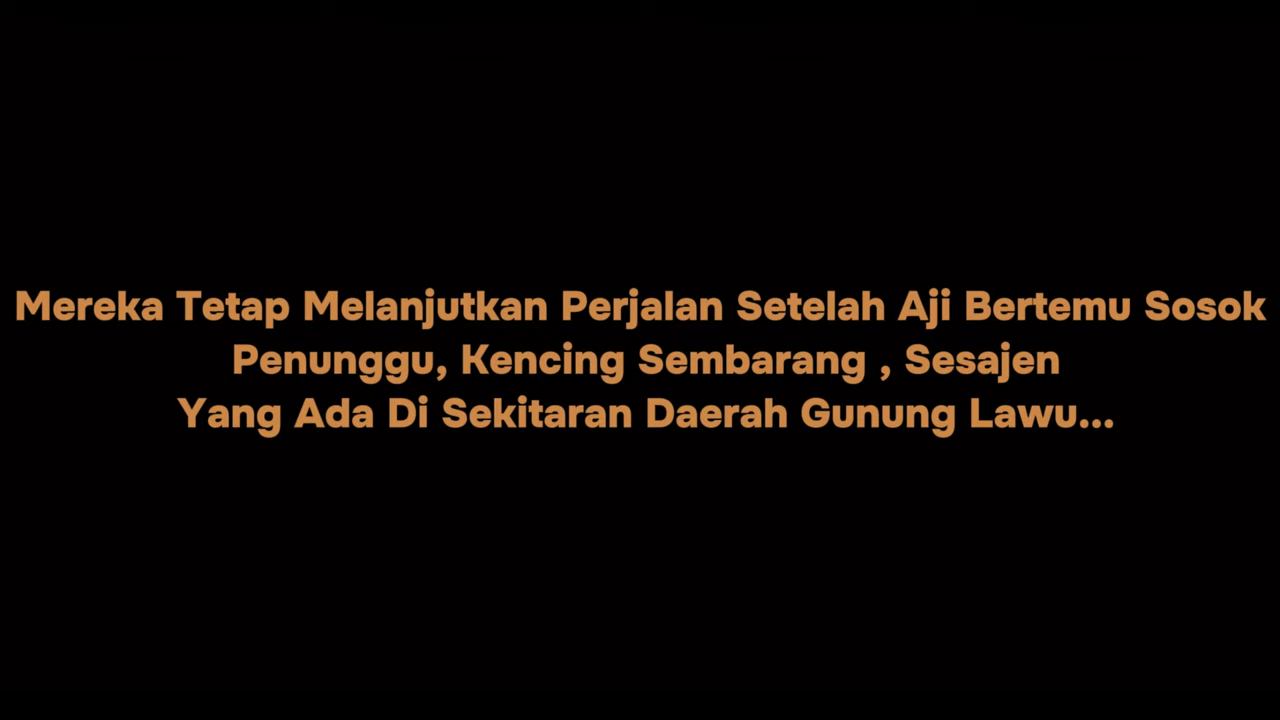 Mereka Tetap Melanjutkan Perjalan Setelah Aji Bertemu Sosok
Penunggu, Kencing Sembarang , Sesajen
Yang Ada Di Sekitaran Daerah Gunung Lawu...